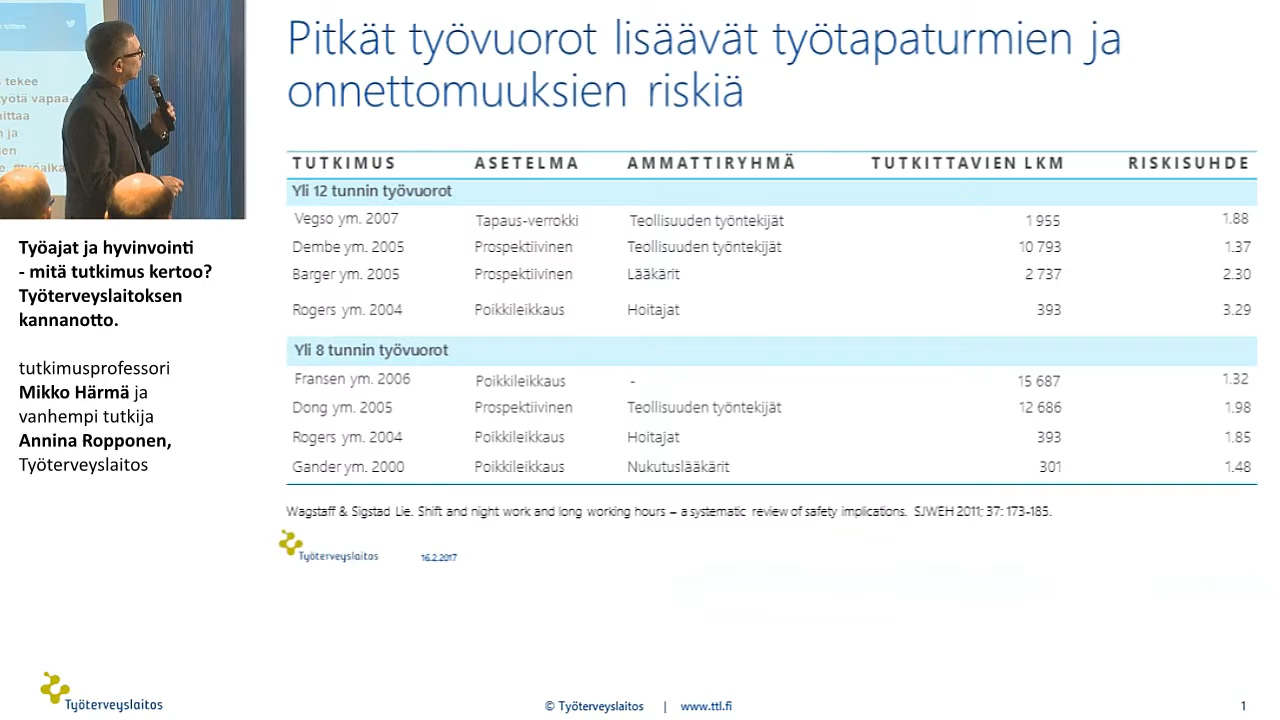 tekee
työtä vapaa-
ja
Pitkät työvuorot lisäävät työtapaturmien ja
onnettomuuksien riskiä
TUTKIMUS ASETELMA AMMATTIRYHMÄ TUTKITTAVIEN LKM RISKISUHDE
Yli 12 tunnin työvuorot
Vegso ym. 2007 Tapaus-verrokki Teollisuuden työntekijät 1 955 1.88
Dembe ym. 2005 Prospektiivinen Teollisuuden työntekijät 10 793 1.37
Barger ym. 2005 Prospektiivinen Lääkärit 2 737 2.30
Rogers ym. 2004 Poikkileikkaus Hoitajat 393 3.29
Yli 8 tunnin työvuorot
Fransen ym. 2006 Poikkileikkaus - 15 687 1.32
Dong ym. 2005 Prospektiivinen Teollisuuden työntekijät 12 686 1.98
Rogers ym. 2004 Poikkileikkaus Hoitajat 393 1.85
Gander ym. 2000 Poikkileikkaus Nukutuslääkärit 301 1.48
Wagstaff & Sigstad Lie. Shift and night work and long working hours – a systematic review of safety implications. SJWEH 2011; 37: 173-185.
Työterveyslaitos 16.2.2017
Työajat ja hyvinvointi
- mitä tutkimus kertoo?
Työterveyslaitoksen
kannanotto.
tutkimusprofessori
Mikko Härmä ja
vanhempi tutkija
Annina Ropponen,
Työterveyslaitos
Työterveyslaitos
© Työterveyslaitos | www.ttl.fi 1